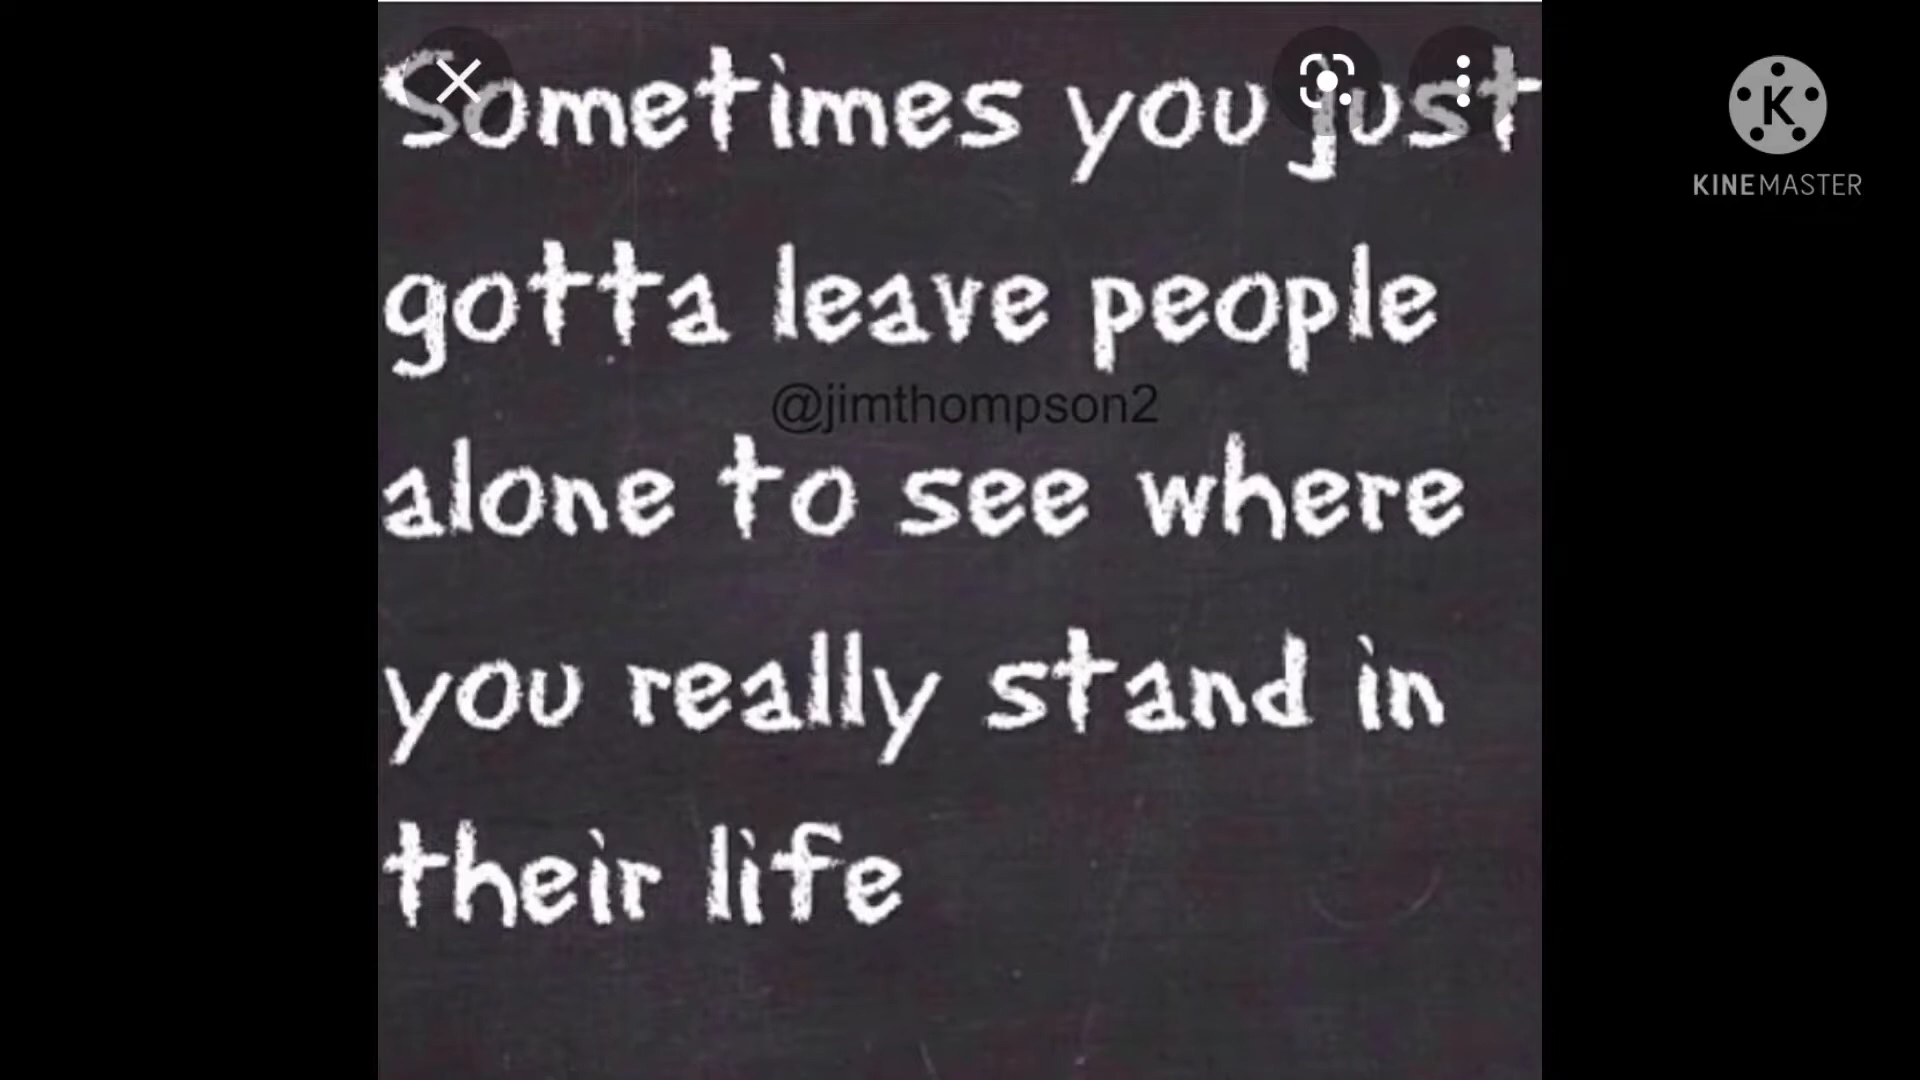 Sometimes you just
gotta leave people
@jimthompson2
alone to see where
you really stand in
their life
K
KINEMASTER